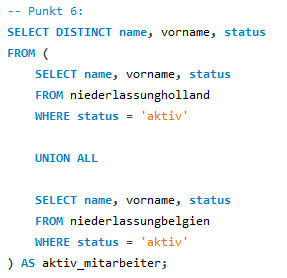 -- Punkt 6:
SELECT DISTINCT name, vorname, status
FROM (
    SELECT name, vorname, status
    FROM niederlassungholland
    WHERE status = 'aktiv'

    UNION ALL

    SELECT name, vorname, status
    FROM niederlassungbelgien
    WHERE status = 'aktiv'
) AS aktiv_mitarbeiter;